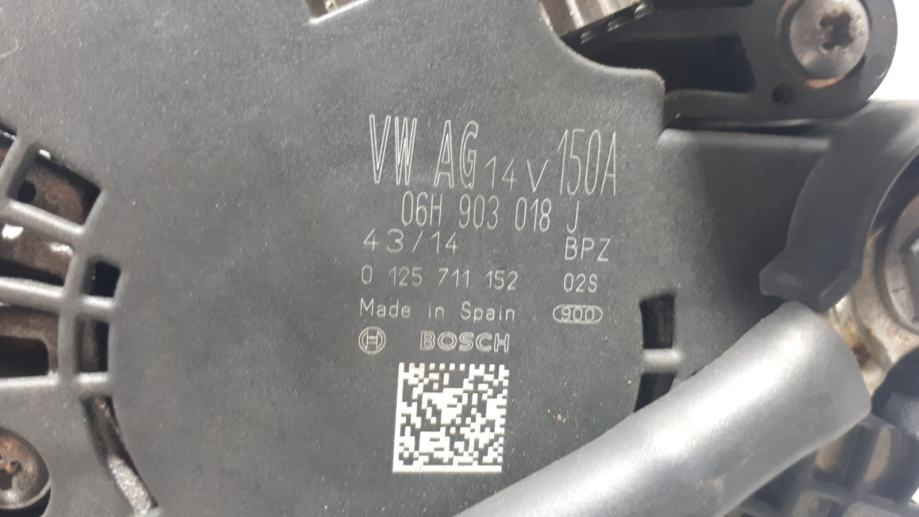 VW AG 14V 150A
06H 903 018 J
43/14 BPZ
0 125 711 152 02S
Made in Spain 900
BOSCH